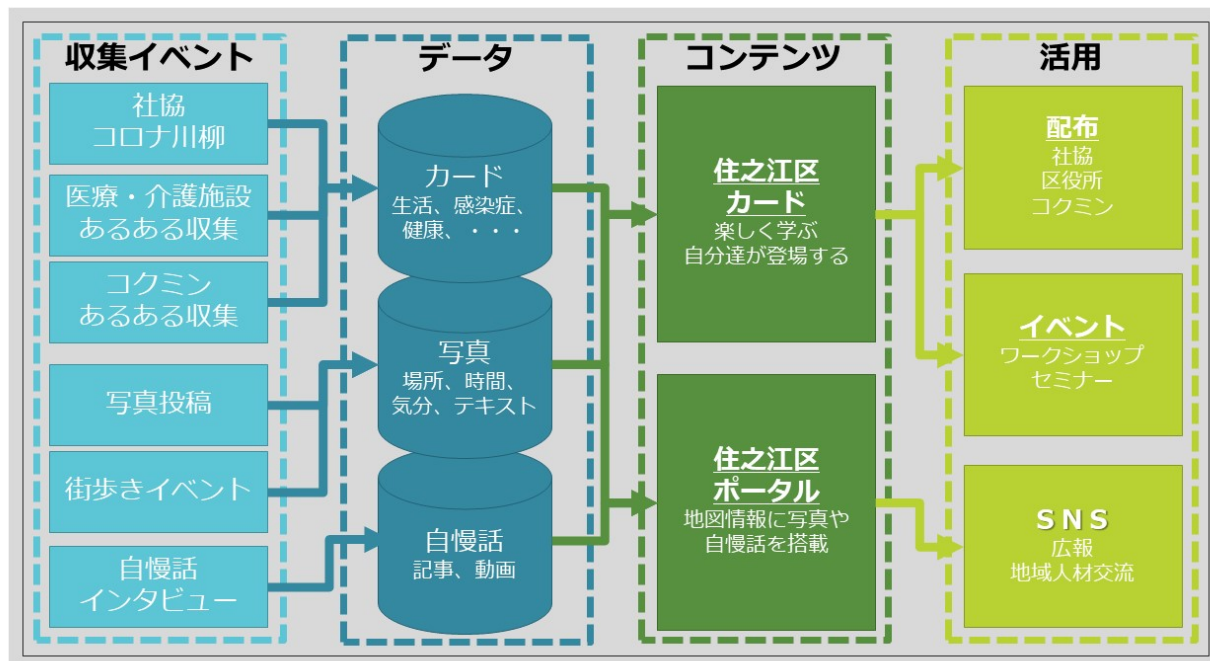 収集イベント
社協
コロナ川柳
医療・介護施設
あるある収集
コクミン
あるある収集
写真投稿
街歩きイベント
自慢話
インタビュー
データ
カード
生活、感染症、
健康、・・・
写真
場所、時間、
気分、テキスト
自慢話
記事、動画
コンテンツ
住之江区
カード
楽しく学ぶ
自分達が登場する
住之江区
ポータル
地図情報に写真や
自慢話を搭載
活用
配布
社協
区役所
コクミン
イベント
ワークショップ
セミナー
ＳＮＳ
広報
地域人材交流